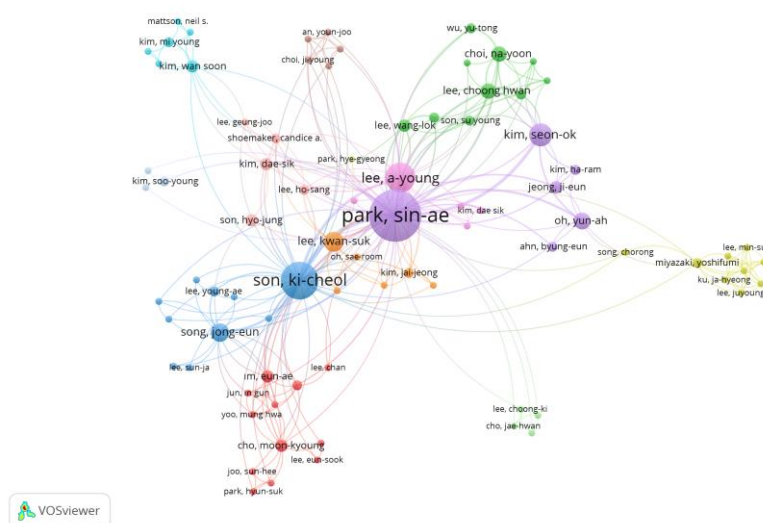 mattson, neil s.
kim, mi young
kim, wan soon
an, youn-joo
choi, ji-young
wu, yu-tong
choi, na-yoon
lee, choong hwan
lee, geung-joo
shoemaker, candice a.
lee, wang-lok
son, su young
kim, seon-ok
kim, dae-sik
park, hye-gyeong
kim, soo-young
lee, a-young
kim, ha-ram
jeong, ji-eun
lee, ho-sang
son, hyo-jung
park, sin-ae
kim, dae sik
oh, yun-ah
lee, kwan-suk
ahn, byung-eun
oh, sae-room
song, chorong
miyazaki, yoshifumi
kim, jai-jeong
son, ki-cheol
ku, ja-hyeong
lee, juyoung
lee, young-ae
song, jong-eun
lee, sun-ja
im, eun-ae
lee, chan
jun, in gun
yoo, mung hwa
lee, choong-ki
cho, jae-hwan
cho, moon-kyoung
lee, eun-sook
joo, sun-hee
park, hyun-suk
VOSviewer